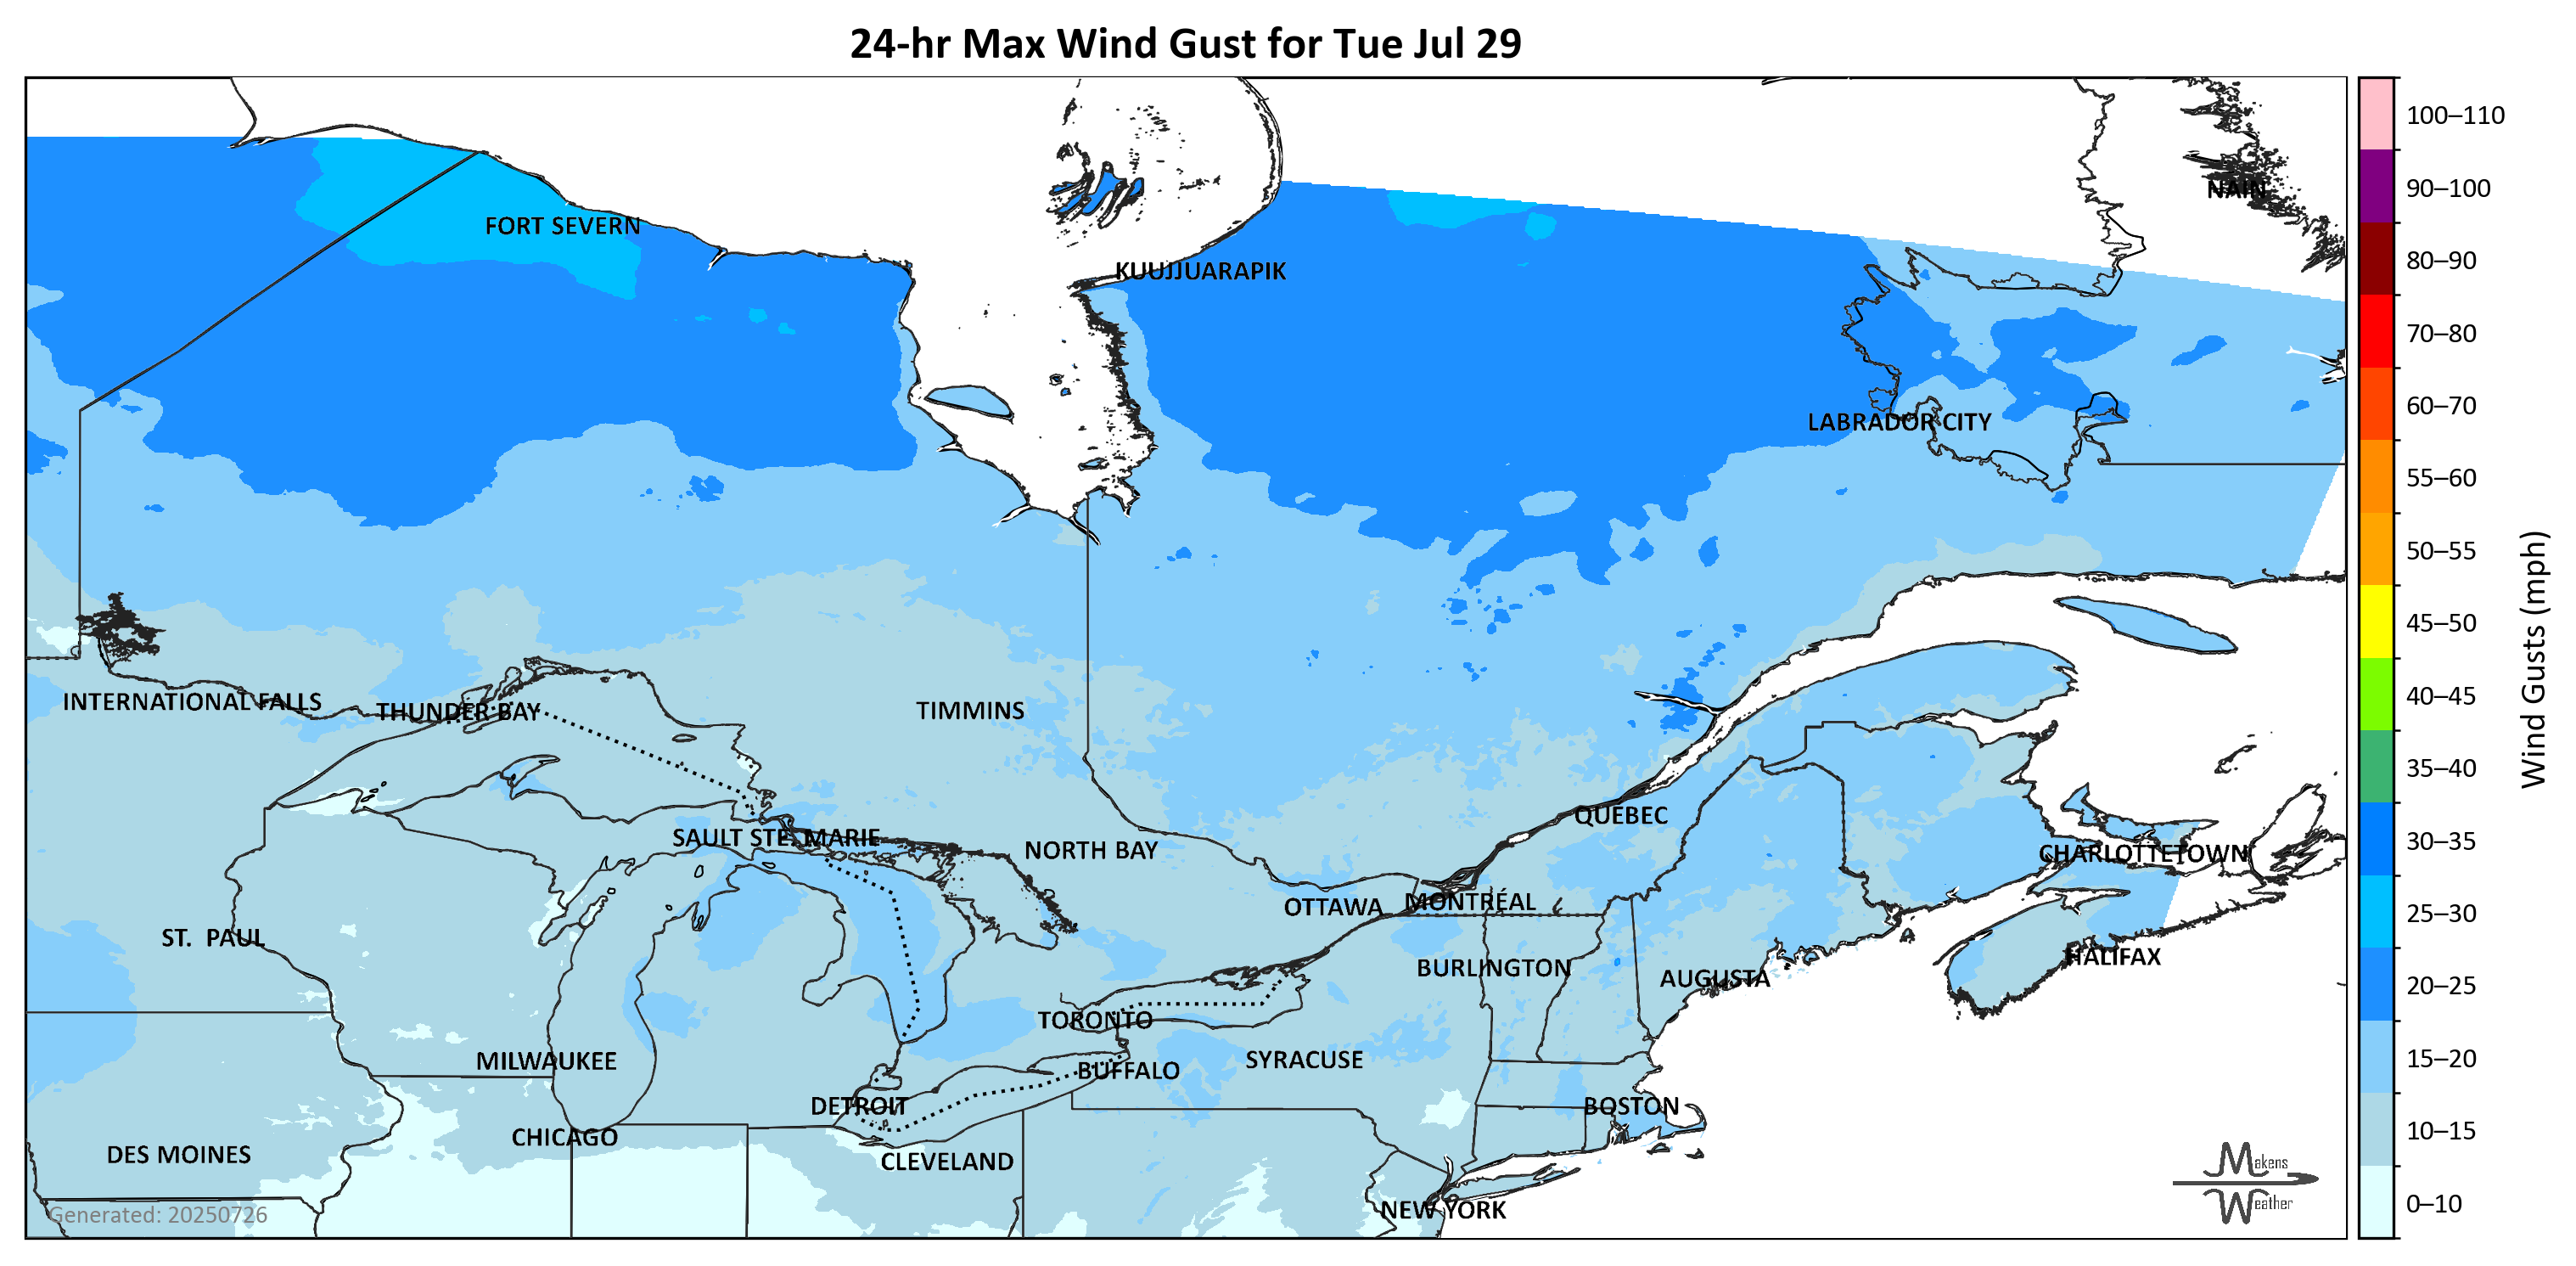 24-hr Max Wind Gust for Tue Jul 29
100–110
90–100
80–90
70–80
60–70
55–60
50–55
45–50
40–45
35–40
30–35
25–30
20–25
15–20
10–15
0–10
Wind Gusts (mph)
NAIN
FORT SEVERN
KUUJJUARAPIK
LABRADOR CITY
INTERNATIONAL FALLS
THUNDER BAY
TIMMINS
SAULT STE. MARIE
NORTH BAY
QUEBEC
CHARLOTTETOWN
OTTAWA
MONTRÉAL
ST. PAUL
HALIFAX
BURLINGTON
AUGUSTA
TORONTO
MILWAUKEE
SYRACUSE
BUFFALO
DETROIT
BOSTON
CHICAGO
DES MOINES
CLEVELAND
NEW YORK
Generated: 20250726
Makens
Weather